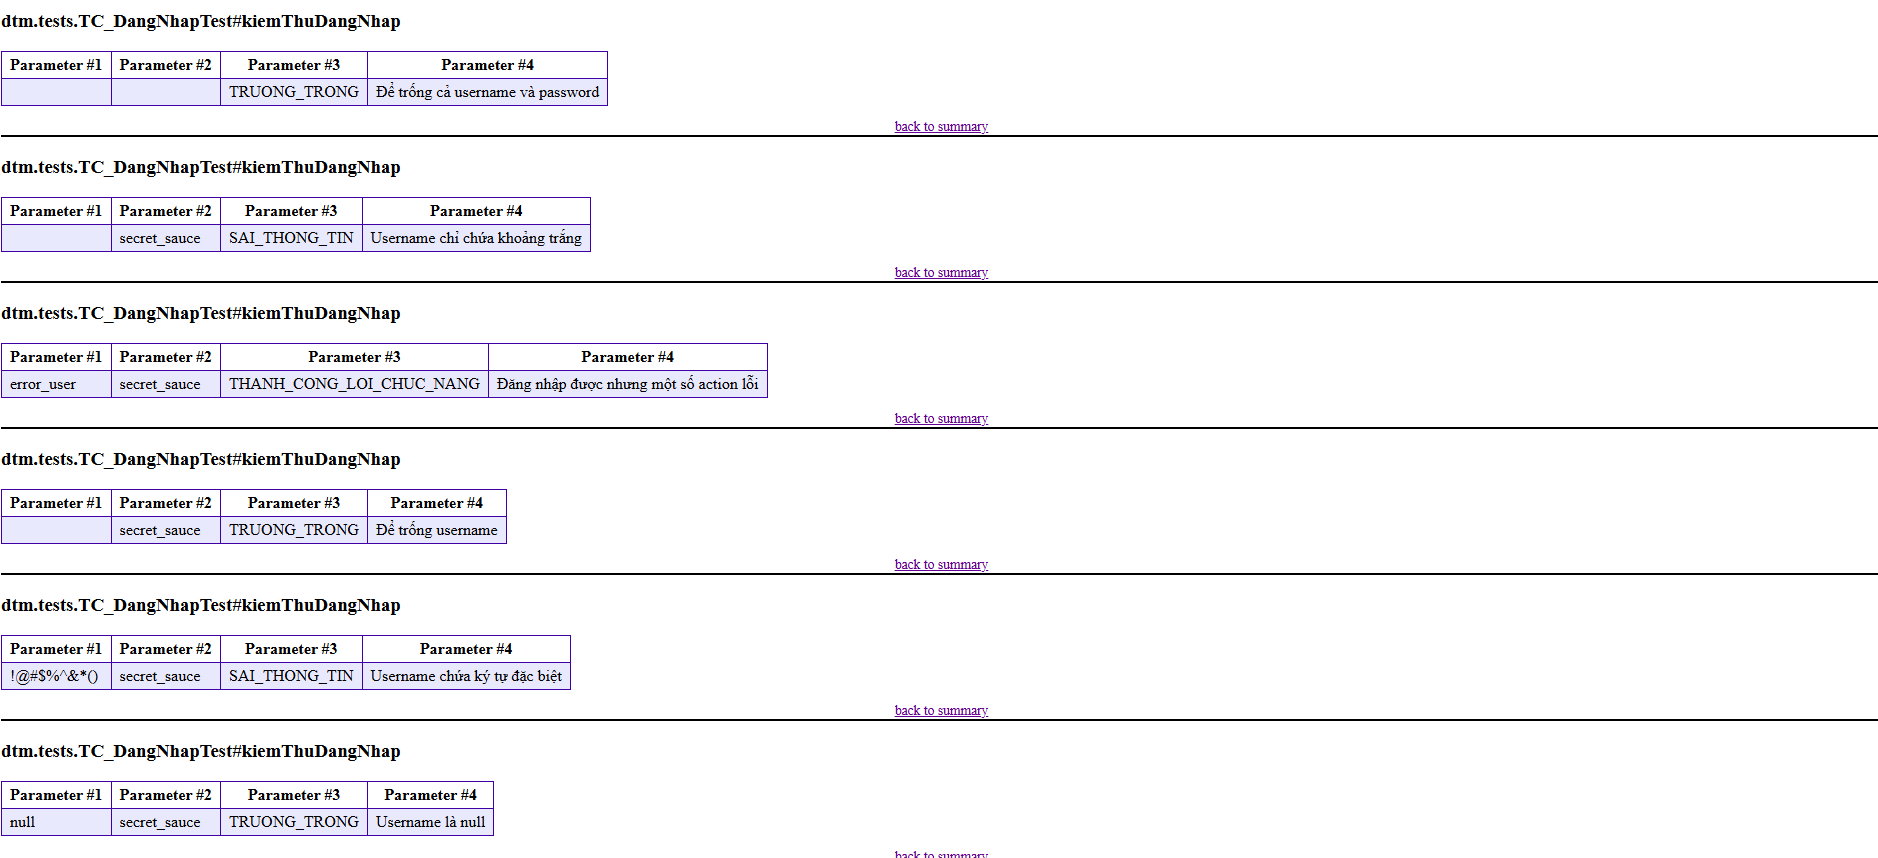 dtm.tests.TC_DangNhapTest#kiemThuDangNhap
Parameter #1 Parameter #2 Parameter #3 Parameter #4
TRUONG_TRONG Để trống cả username và password
back to summary
dtm.tests.TC_DangNhapTest#kiemThuDangNhap
Parameter #1 Parameter #2 Parameter #3 Parameter #4
secret_sauce SAI_THONG_TIN Username chỉ chứa khoảng trắng
back to summary
dtm.tests.TC_DangNhapTest#kiemThuDangNhap
Parameter #1 Parameter #2 Parameter #3 Parameter #4
error_user secret_sauce THANH_CONG_LOI_CHUC_NANG Đăng nhập được nhưng một số action lỗi
back to summary
dtm.tests.TC_DangNhapTest#kiemThuDangNhap
Parameter #1 Parameter #2 Parameter #3 Parameter #4
secret_sauce TRUONG_TRONG Để trống username
back to summary
dtm.tests.TC_DangNhapTest#kiemThuDangNhap
Parameter #1 Parameter #2 Parameter #3 Parameter #4
!@#$%^&*() secret_sauce SAI_THONG_TIN Username chứa ký tự đặc biệt
back to summary
dtm.tests.TC_DangNhapTest#kiemThuDangNhap
Parameter #1 Parameter #2 Parameter #3 Parameter #4
null secret_sauce TRUONG_TRONG Username là null
back to summary